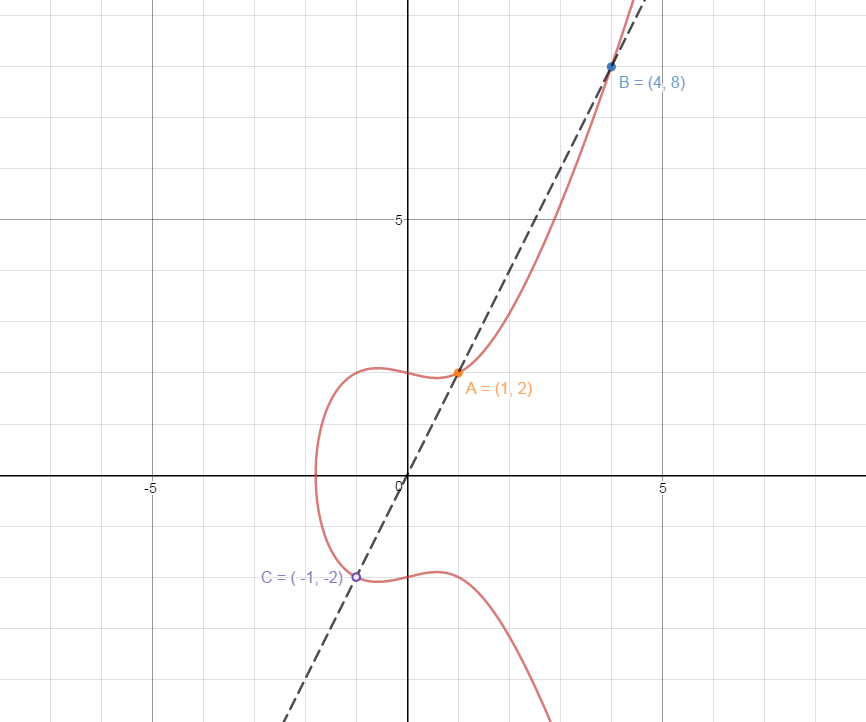 B = (4, 8)
5
A = (1, 2)
-5
0
5
C = ( -1, -2)